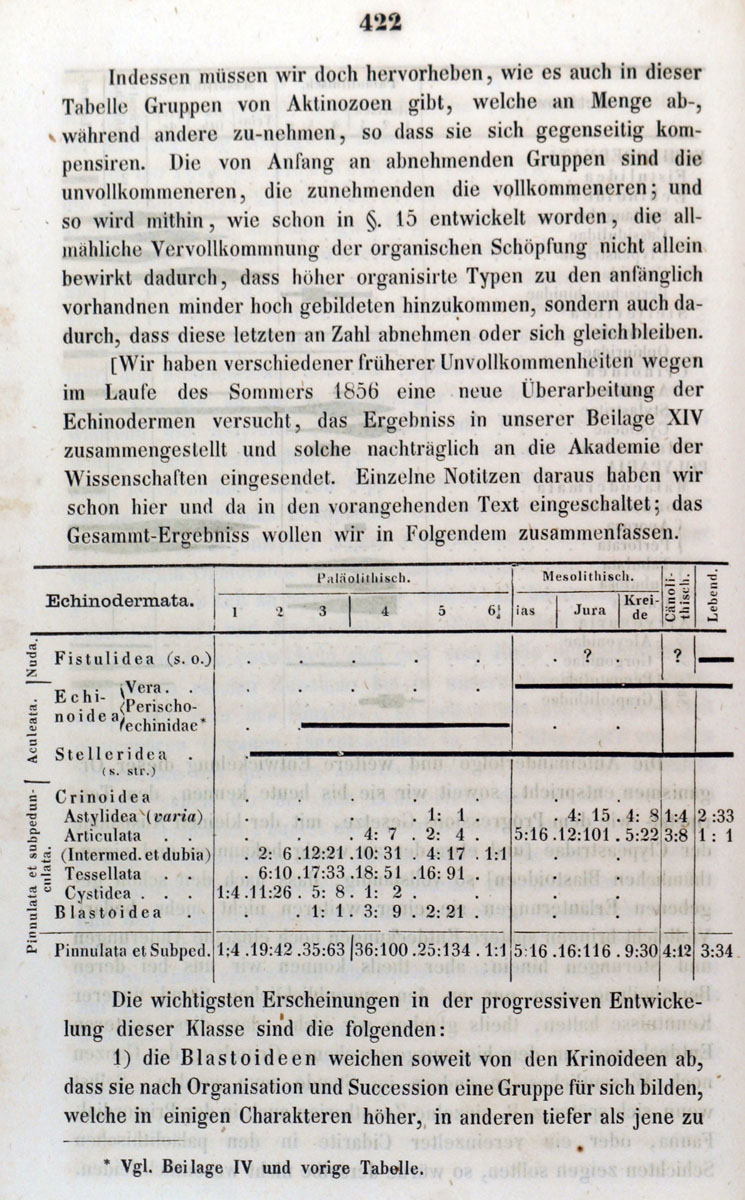 422
Indessen müssen wir doch hervorheben, wie es auch in dieser
Tabelle Gruppen von Aktinozoen gibt, welche an Menge ab-,
während andere zu-nehmen, so dass sie sich gegenseitig kom-
pensiren. Die von Anfang an abnehmenden Gruppen sind die
unvollkommeneren, die zunehmenden die vollkommeneren; und
so wird mithin, wie schon in §. 15 entwickelt worden, die all-
mähliche Vervollkommnung der organischen Schöpfung nicht allein
bewirkt dadurch, dass höher organisirte Typen zu den anfänglich
vorhandnen minder hoch gebildeten hinzukommen, sondern auch da-
durch, dass diese letzten an Zahl abnehmen oder sich gleichbleiben.
[Wir haben verschiedener früherer Unvollkommenheiten wegen
im Laufe des Sommers 1856 eine neue Überarbeitung der
Echinodermen versucht, das Ergebniss in unserer Beilage XIV
zusammengestellt und solche nachträglich an die Akademie der
Wissenschaften eingesendet. Einzelne Notitzen daraus haben wir
schon hier und da in den vorangehenden Text eingeschaltet; das
Gesammt-Ergebniss wollen wir in Folgendem zusammenfassen.
Echinodermata. Paläolithisch. Mesolithisch. Cänoli-thisch. Lebend.
1 2 3 4 5 6½ ias Jura Krei-de
Nuda.
Fistulidea (s. o.) . . . . . . ? ?
Aculeata.
Echi-noidea
Vera. . . . . . .
Perischo-
echinidae* . . .
Stelleridea . .
(s. str.)
Pinnulata et subpedun-culata.
Crinoidea . . . . . . . .
Astylidea (varia) . . . . 1: 1 . . 4: 15 . 4: 8 1:4 2:33
Articulata . . . . . 4: 7 . 2: 4 . 5:16 .12:101 . 5:22 3:8 1: 1
(Intermed. et dubia) . 2: 6 .12:21 .10: 31 . 4: 17 . 1:1 . .
Tessellata . . . 6:10 .17:33 .18: 51 .16: 91 . . .
Cystidea . . . 1:4 .11:26 . 5: 8 . 1: 2 . . . .
Blastoidea . . . 1: 1 . 3: 9 . 2: 21 . . .
Pinnulata et Subped. 1:4 .19:42 .35:63 36:100 .25:134 . 1:1 5:16 .16:116 . 9:30 4:12 3:34
Die wichtigsten Erscheinungen in der progressiven Entwicke-
lung dieser Klasse sind die folgenden:
1) die Blastoideen weichen soweit von den Krinoideen ab,
dass sie nach Organisation und Succession eine Gruppe für sich bilden,
welche in einigen Charakteren höher, in anderen tiefer als jene zu
* Vgl. Beilage IV und vorige Tabelle.